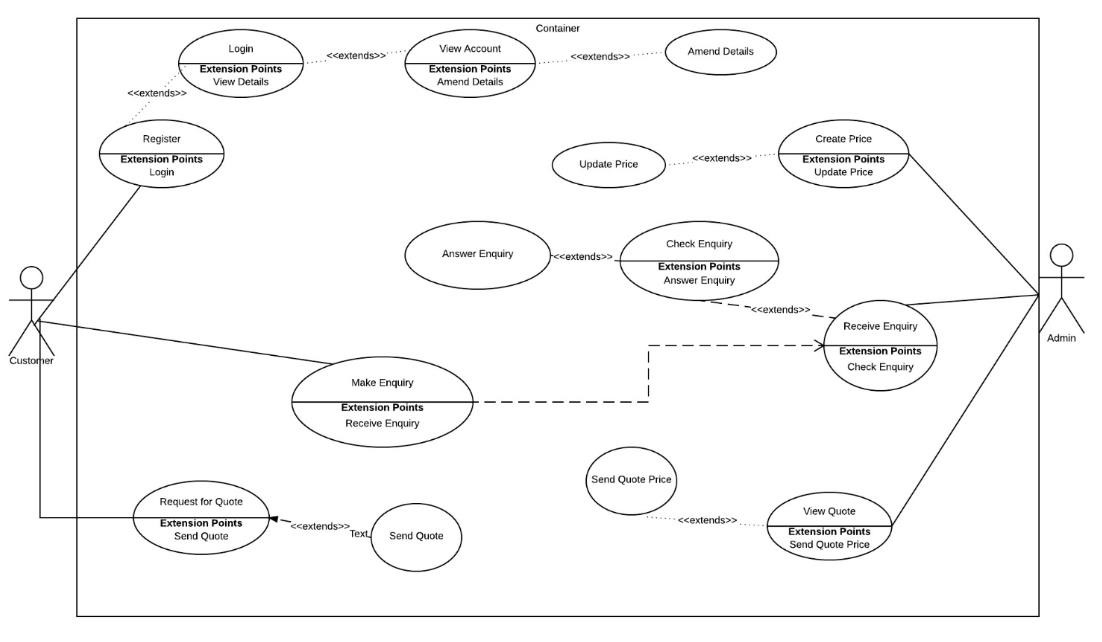 Container
Login
Extension Points
View Details
<<extends>>
View Account
Extension Points
Amend Details
<<extends>>
Amend Details
<<extends>>
Register
Extension Points
Login
Update Price
<<extends>>
Create Price
Extension Points
Update Price
Answer Enquiry
<<extends>>
Check Enquiry
Extension Points
Answer Enquiry
<<extends>>
Receive Enquiry
Extension Points
Check Enquiry
Customer
Admin
Make Enquiry
Extension Points
Receive Enquiry
Request for Quote
Extension Points
Send Quote
<<extends>>
Text
Send Quote
Send Quote Price
<<extends>>
View Quote
Extension Points
Send Quote Price